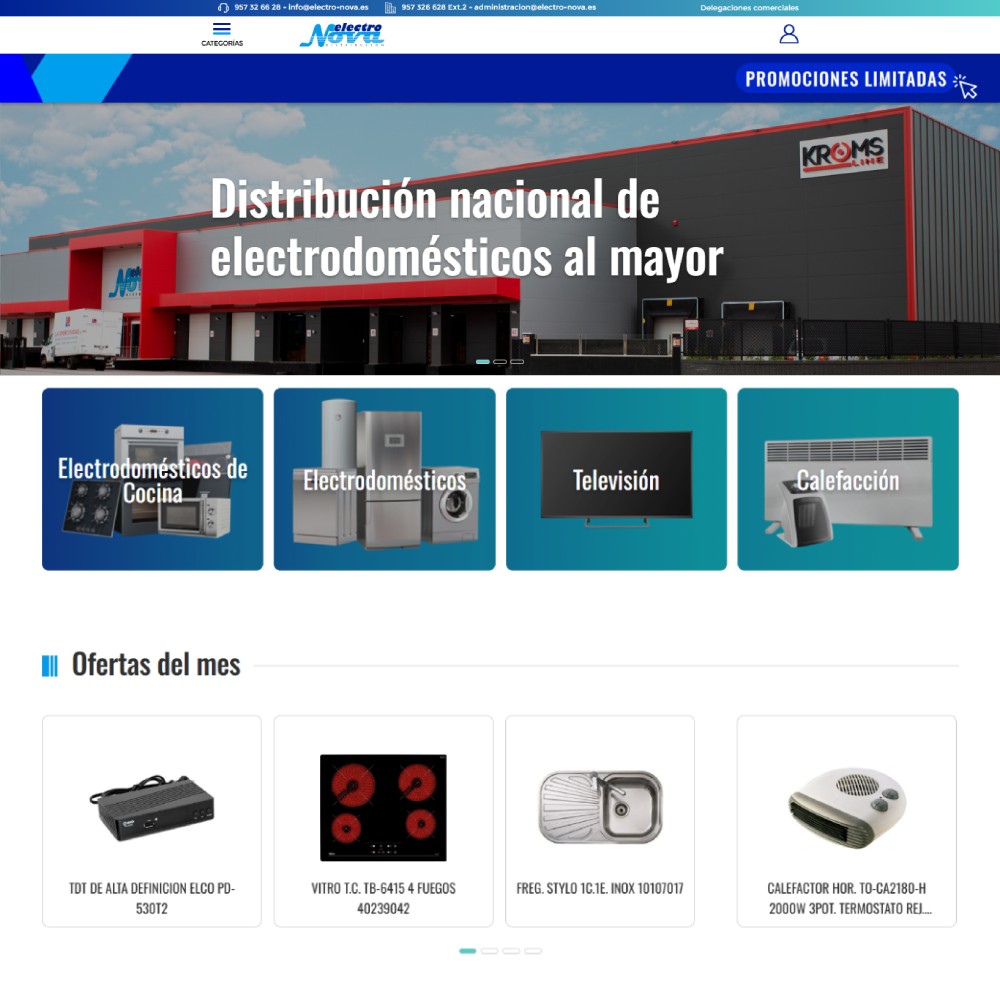 957 32 66 28 - info@electro-nova.es
957 326 628 Ext.2 - administracion@electro-nova.es
Delegaciones comerciales
CATEGORÍAS
electro
Nova
DISTRIBUCION
PROMOCIONES LIMITADAS
KROMS
LINE
Distribución nacional de
electrodomésticos al mayor
Electrodomésticos de
Cocina
Electrodomésticos
Televisión
Calefacción
Ofertas del mes
TDT DE ALTA DEFINICION ELCO PD-
530T2
VITRO T.C. TB-6415 4 FUEGOS
40239042
FREG. STYLO 1C.1E. INOX 10107017
CALEFACTOR HOR. TO-CA2180-H
2000W 3POT. TERMOSTATO REJ....